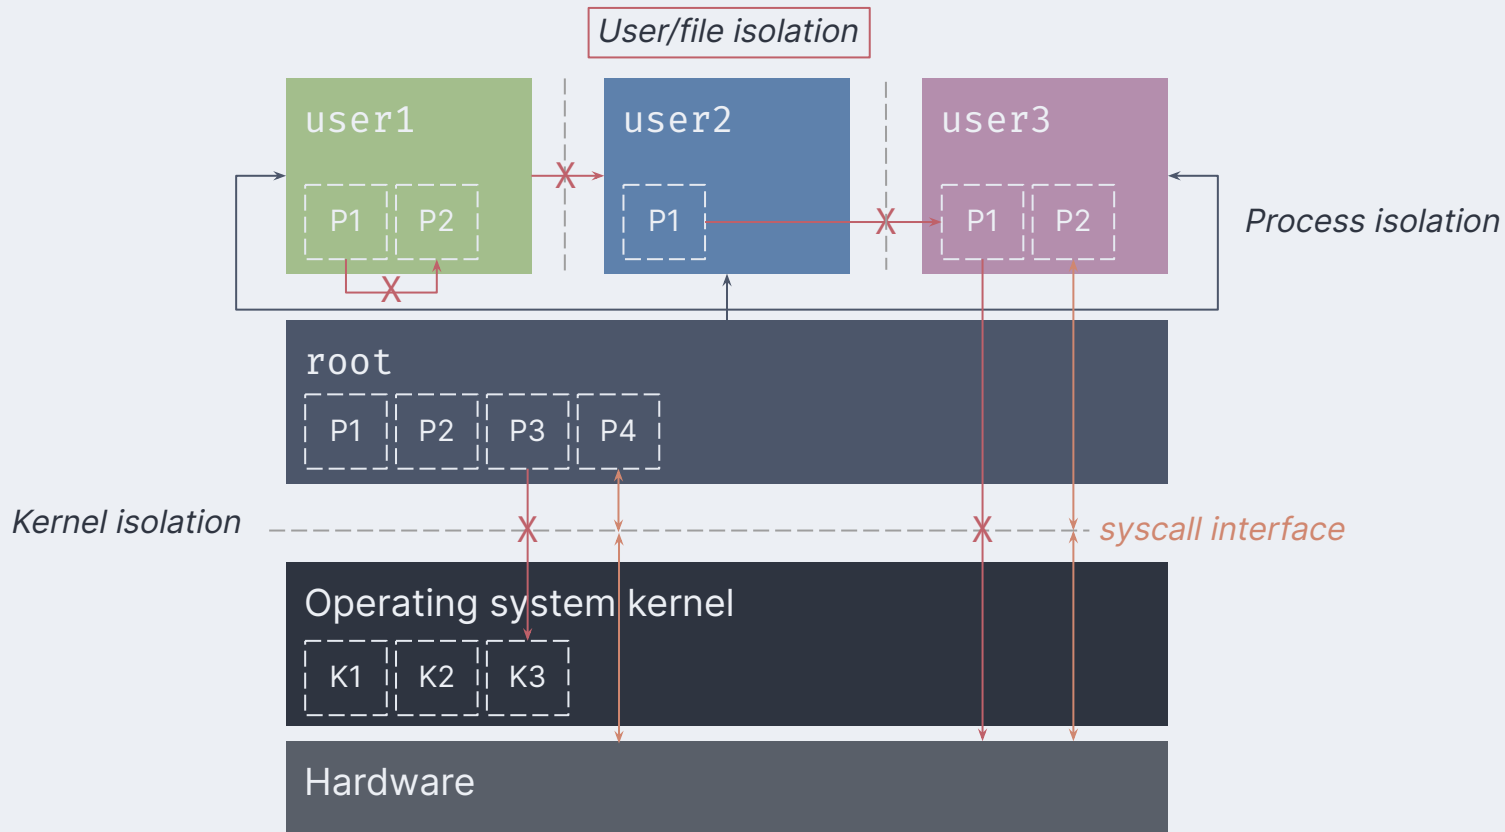 User/file isolation
user1
user2
user3
P1 P2
P1
P1 P2
Process isolation
X
X
X
root
P1 P2 P3 P4
Kernel isolation
X
X
syscall interface
Operating system kernel
K1 K2 K3
Hardware